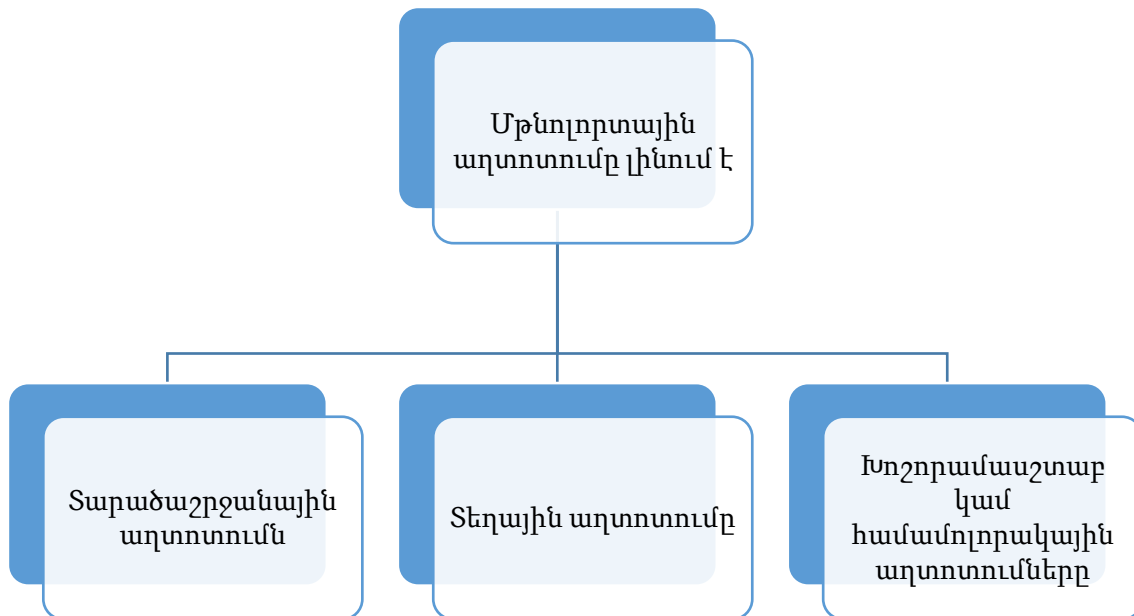 Մթնոլորտային
աղտոտումը լինում է
Տարածաշրջանային
աղտոտումն
Տեղային աղտոտումը
Խոշորամասշտաբ
կամ
համամոլորակային
աղտոտումները